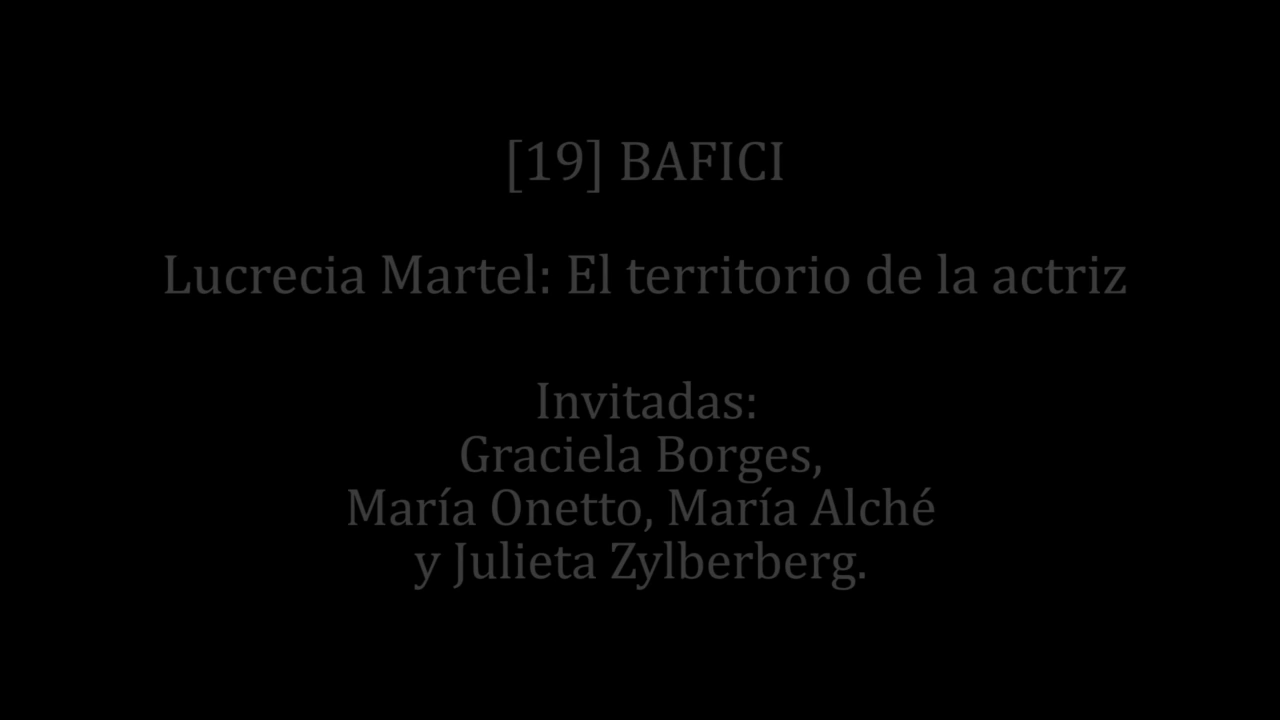 [19] BAFICI
Lucrecia Martel: El territorio de la actriz
Invitadas:
Graciela Borges,
María Onetto, María Alché
y Julieta Zylberberg.